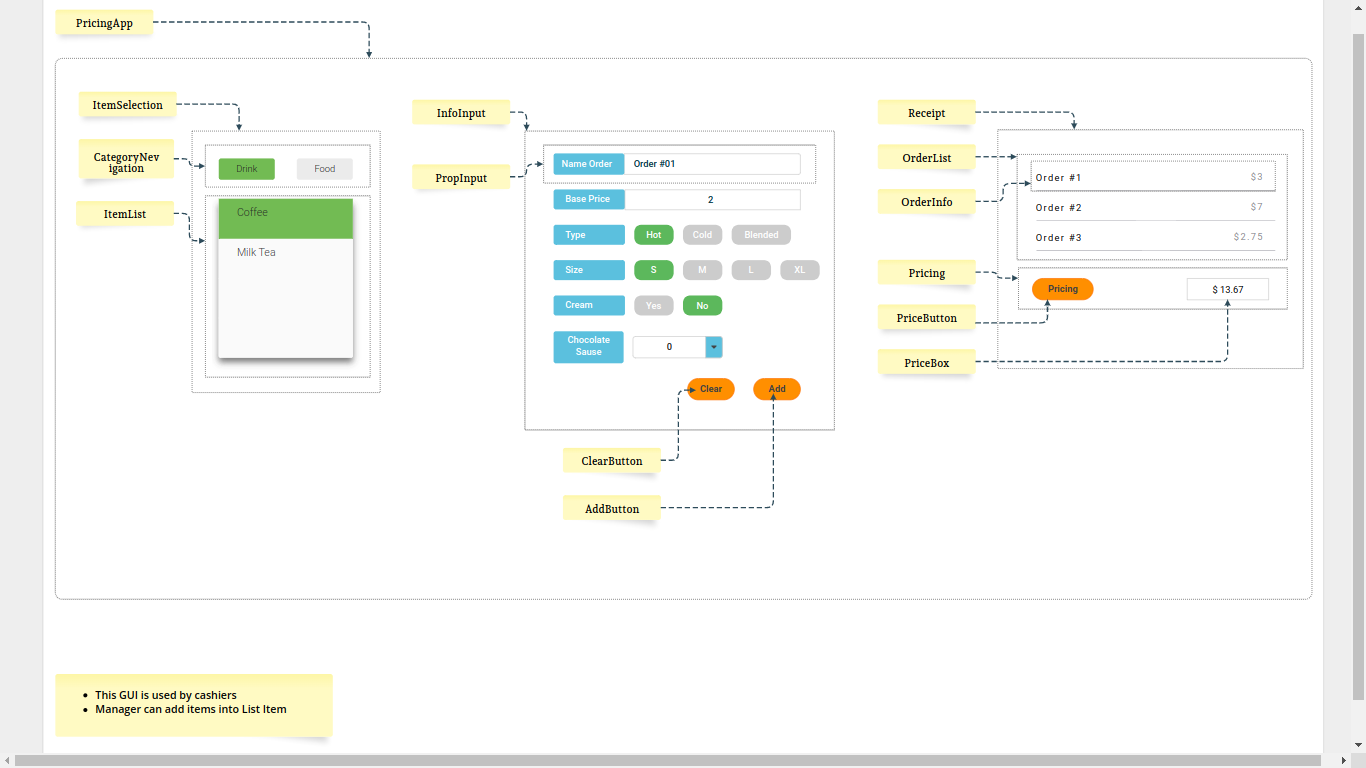 PricingApp
ItemSelection
CategoryNev
igation
ItemList
Drink
Food
Coffee
Milk Tea
InfoInput
PropInput
Name Order
Order #01
Base Price
2
Type
Hot
Cold
Blended
Size
S
M
L
XL
Cream
Yes
No
Chocolate
Sause
0
Clear
Add
ClearButton
AddButton
Receipt
OrderList
OrderInfo
Order #1
$3
Order #2
$7
Order #3
$2.75
Pricing
PriceButton
PriceBox
Pricing
$ 13.67
• This GUI is used by cashiers
• Manager can add items into List Item